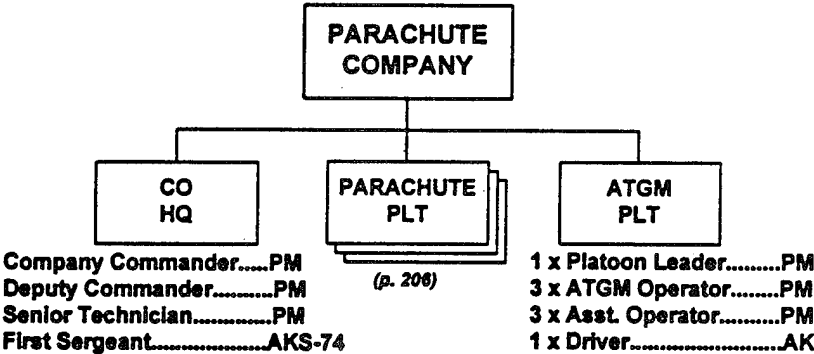 PARACHUTE
COMPANY
CO
HQ
PARACHUTE
PLT
ATGM
PLT
Company Commander.....PM
Deputy Commander...........PM
Senior Technician..............PM
First Sergeant.....................AKS-74
(p. 206)
1 x Platoon Leader..........PM
3 x ATGM Operator........PM
3 x Asst. Operator..........PM
1 x Driver............................AK